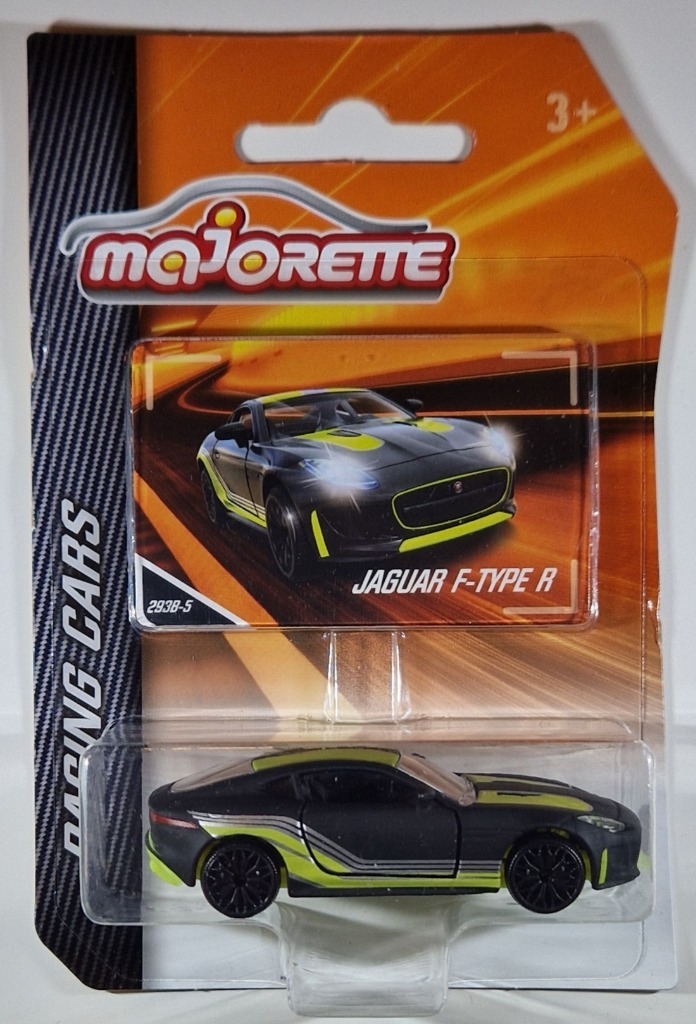 3+
majorette
JAGUAR F-TYPE R
293B-5
RACING CARS